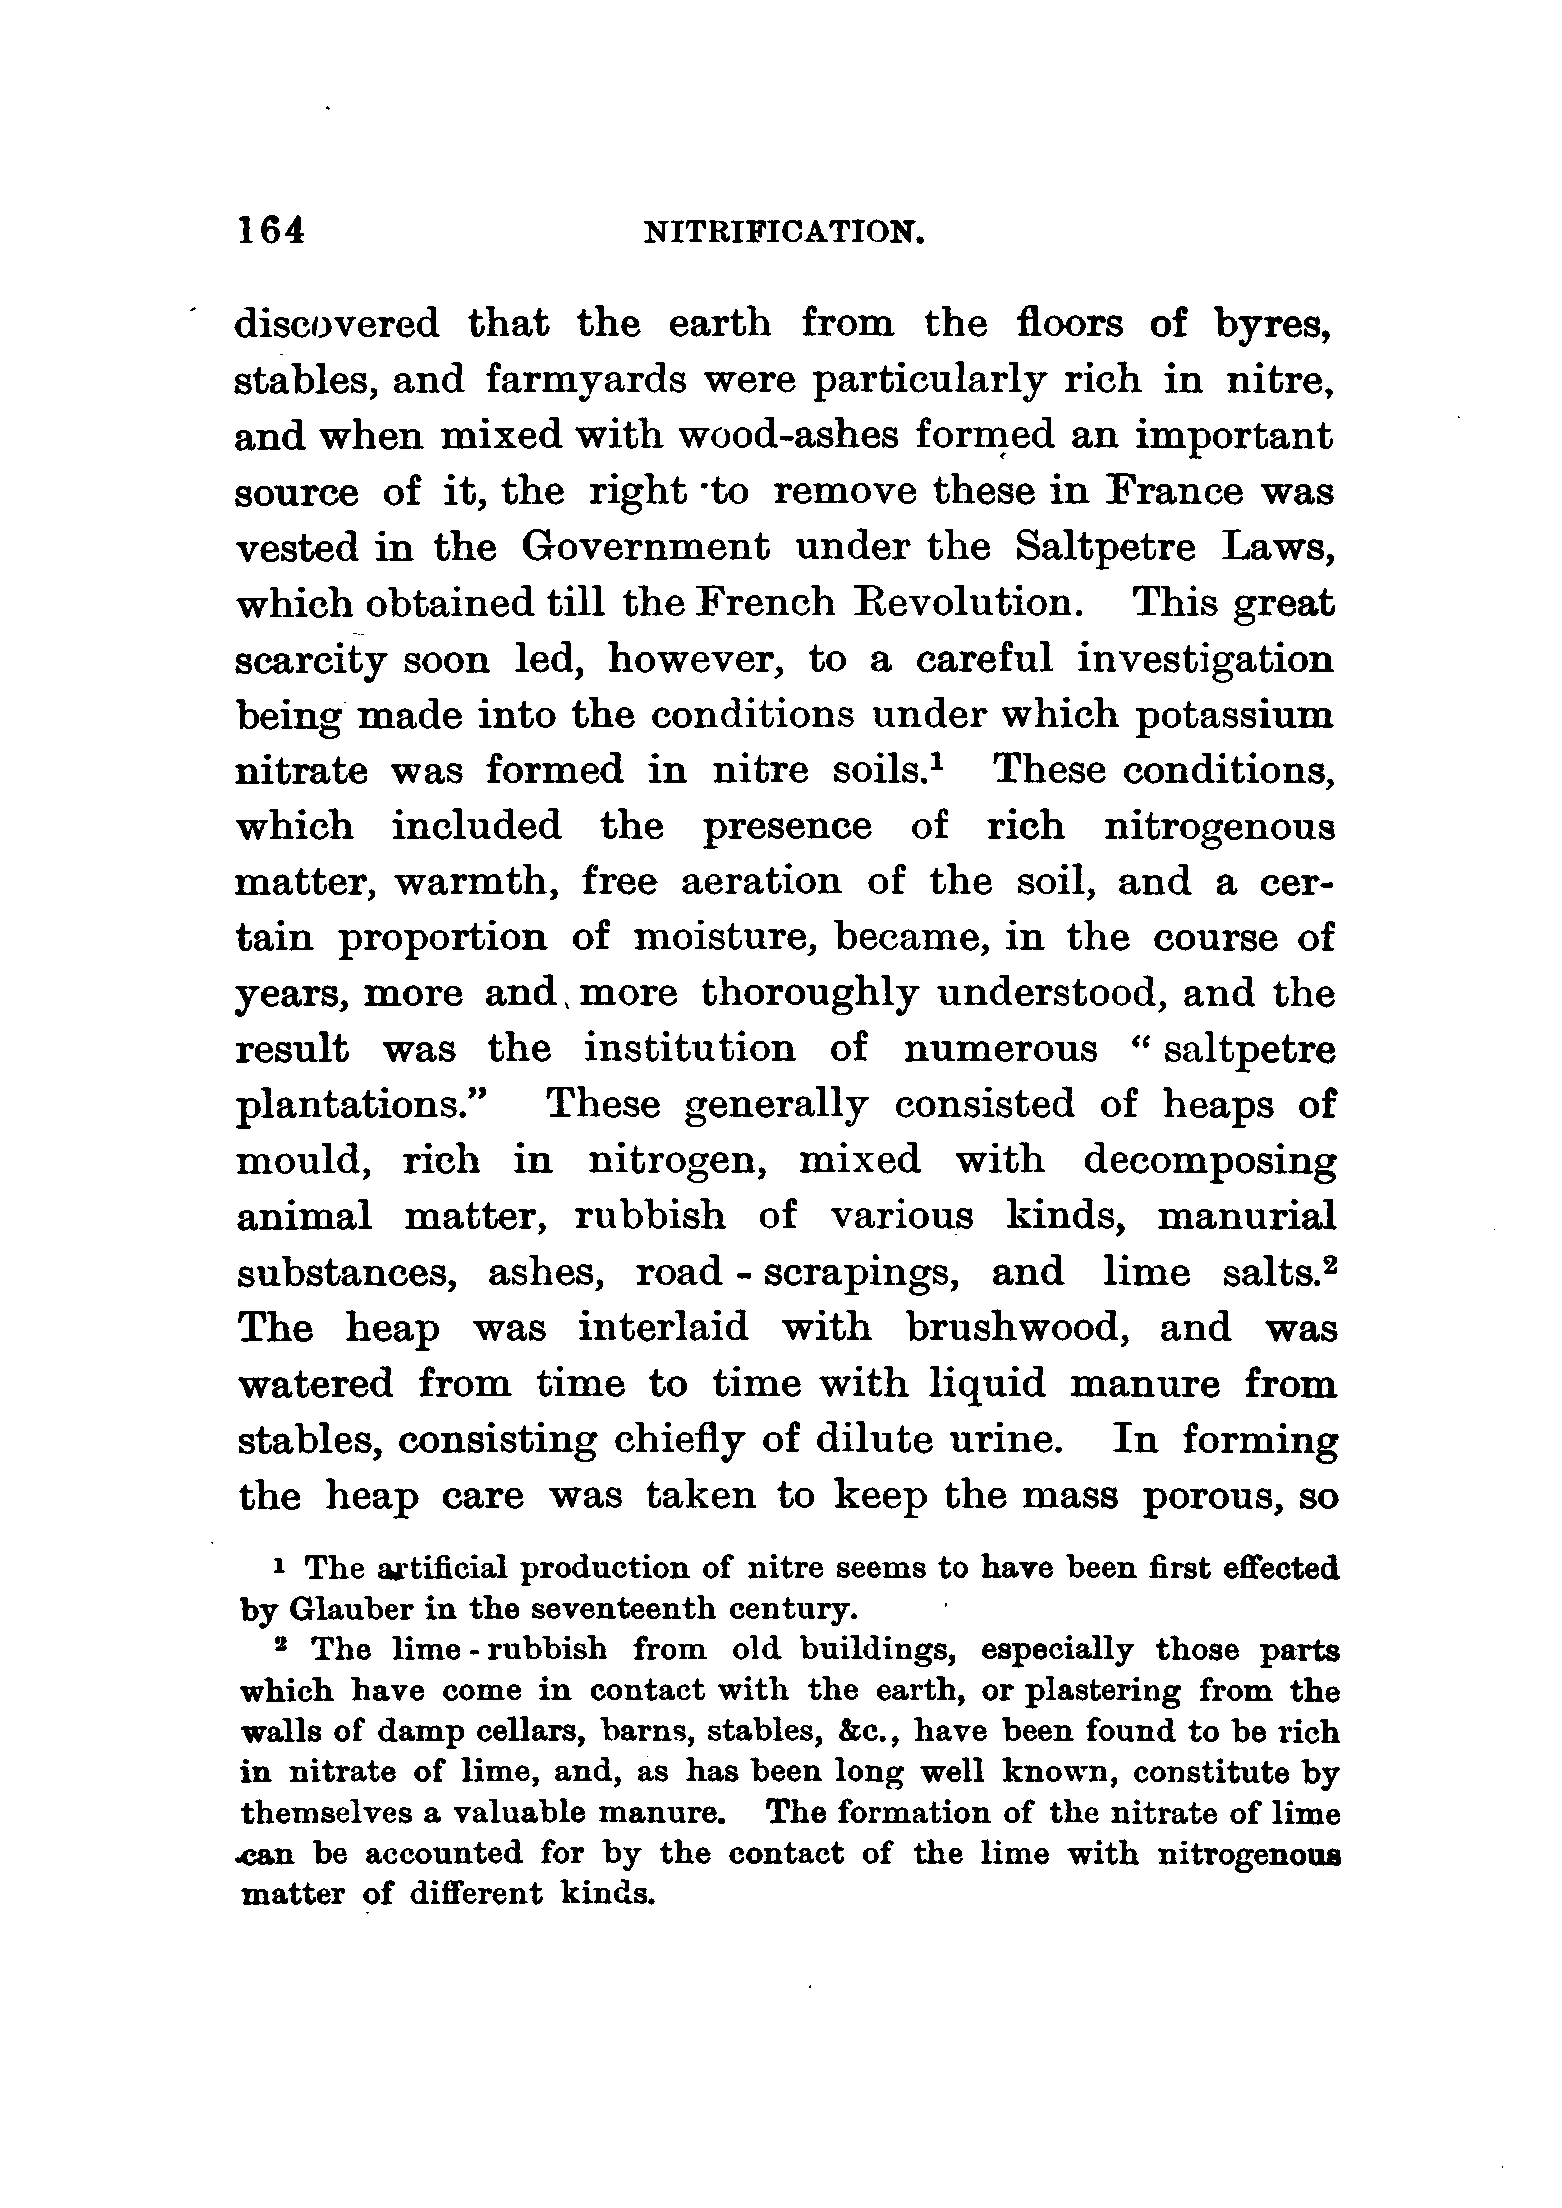 164 NITRIFICATION.
discovered that the earth from the floors of byres,
stables, and farmyards were particularly rich in nitre,
and when mixed with wood-ashes formed an important
source of it, the right to remove these in France was
vested in the Government under the Saltpetre Laws,
which obtained till the French Revolution. This great
scarcity soon led, however, to a careful investigation
being made into the conditions under which potassium
nitrate was formed in nitre soils.¹ These conditions,
which included the presence of rich nitrogenous
matter, warmth, free aeration of the soil, and a cer-
tain proportion of moisture, became, in the course of
years, more and more thoroughly understood, and the
result was the institution of numerous “saltpetre
plantations.” These generally consisted of heaps of
mould, rich in nitrogen, mixed with decomposing
animal matter, rubbish of various kinds, manurial
substances, ashes, road-scrapings, and lime salts.²
The heap was interlaid with brushwood, and was
watered from time to time with liquid manure from
stables, consisting chiefly of dilute urine. In forming
the heap care was taken to keep the mass porous, so
¹ The artificial production of nitre seems to have been first effected
by Glauber in the seventeenth century.
² The lime-rubbish from old buildings, especially those parts
which have come in contact with the earth, or plastering from the
walls of damp cellars, barns, stables, &c., have been found to be rich
in nitrate of lime, and, as has been long well known, constitute by
themselves a valuable manure. The formation of the nitrate of lime
can be accounted for by the contact of the lime with nitrogenous
matter of different kinds.